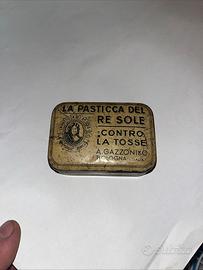 LA PASTICCA DEL
RE SOLE
CONTRO
LA TOSSE
A. GAZZONI & C.
BOLOGNA